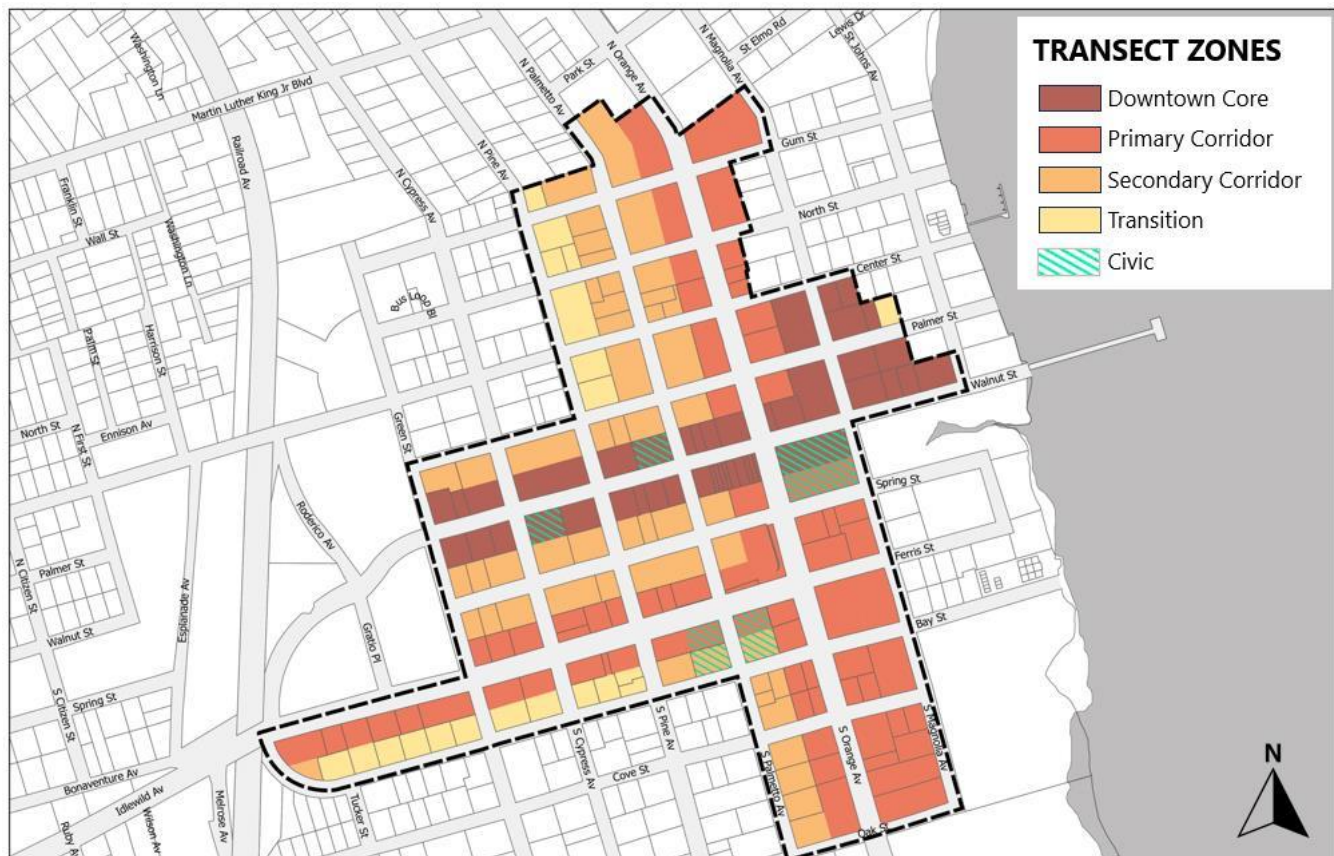 TRANSECT ZONES
Downtown Core
Primary Corridor
Secondary Corridor
Transition
Civic
Washington Ln
Martin Luther King Jr Blvd
Railroad Av
N Palmetto Av
Park St
N Orange Av
N Magnolia Av
St Elmo Rd
Lewis Dr
St Johns Av
Gum St
N Pine Av
N Cypress Av
Franklin St
Wall St
Washington Ln
North St
Center St
Bus Loop Bl
Palmer St
Palm St
Harrison St
Walnut St
North St
N First St
Ennison Av
Green St
Spring St
Roderico Av
Ferris St
N Citizen St
Palmer St
Esplanade Av
Bay St
Walnut St
Gratio Pl
S Citizen St
Spring St
S Pine Av
S Orange Av
S Magnolia Av
S Cypress Av
Cove St
S Palmetto Av
Bonaventure Av
Idlewild Av
Melrose Av
Tucker St
Ruby Av
Wilson Av
Oak St
N